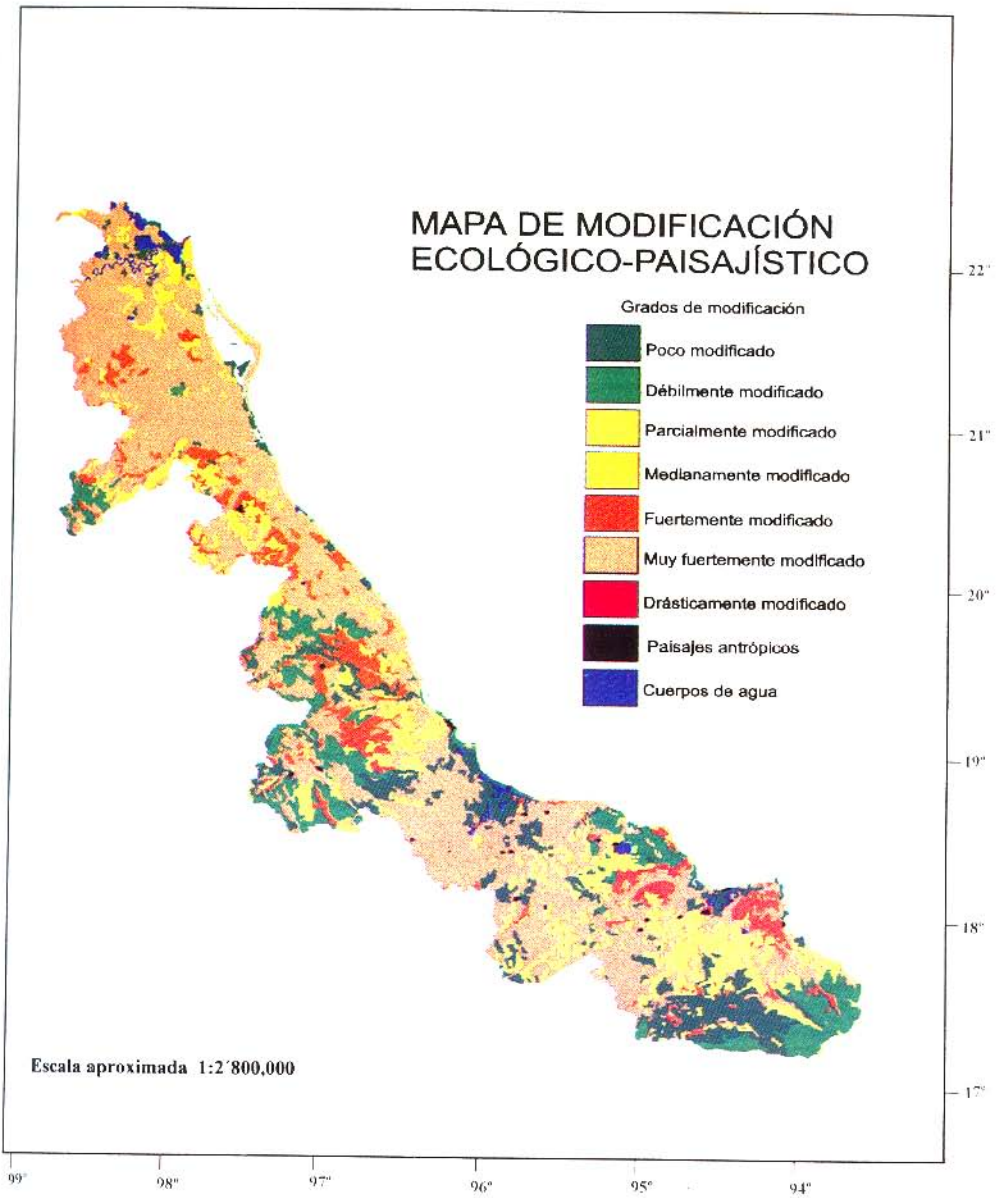 MAPA DE MODIFICACIÓN
ECOLÓGICO-PAISAJÍSTICO
Grados de modificación
Poco modificado
Débilmente modificado
Parcialmente modificado
Medianamente modificado
Fuertemente modificado
Muy fuertemente modificado
Drásticamente modificado
Paisajes antrópicos
Cuerpos de agua
22°
21°
20°
19°
18°
17°
Escala aproximada 1:2´800,000
99° 98° 97° 96° 95° 94°